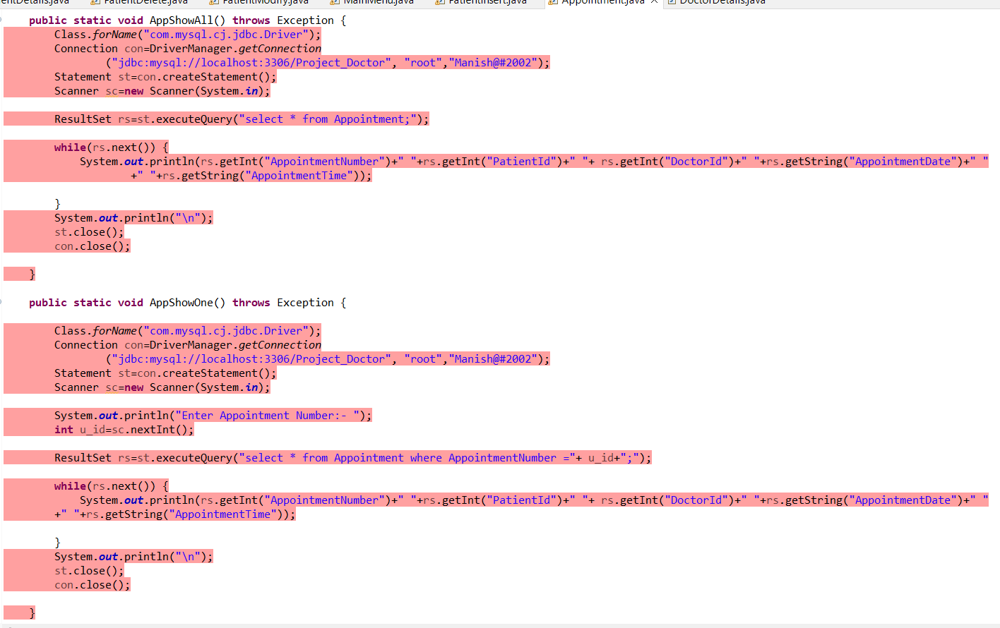 entDetails.java PatientDelete.java PatientModify.java MainMenu.java PatientInsert.java Appointment.java DoctorDetails.java
public static void AppShowAll() throws Exception {
Class.forName("com.mysql.cj.jdbc.Driver");
Connection con=DriverManager.getConnection
("jdbc:mysql://localhost:3306/Project_Doctor", "root","Manish@#2002");
Statement st=con.createStatement();
Scanner sc=new Scanner(System.in);
ResultSet rs=st.executeQuery("select * from Appointment;");
while(rs.next()) {
System.out.println(rs.getInt("AppointmentNumber")+" "+rs.getInt("PatientId")+" "+ rs.getInt("DoctorId")+" "+rs.getString("AppointmentDate")+" "
+" "+rs.getString("AppointmentTime"));
}
System.out.println("\n");
st.close();
con.close();
}
public static void AppShowOne() throws Exception {
Class.forName("com.mysql.cj.jdbc.Driver");
Connection con=DriverManager.getConnection
("jdbc:mysql://localhost:3306/Project_Doctor", "root","Manish@#2002");
Statement st=con.createStatement();
Scanner sc=new Scanner(System.in);
System.out.println("Enter Appointment Number:- ");
int u_id=sc.nextInt();
ResultSet rs=st.executeQuery("select * from Appointment where AppointmentNumber ="+ u_id+";");
while(rs.next()) {
System.out.println(rs.getInt("AppointmentNumber")+" "+rs.getInt("PatientId")+" "+ rs.getInt("DoctorId")+" "+rs.getString("AppointmentDate")+" "
+" "+rs.getString("AppointmentTime"));
}
System.out.println("\n");
st.close();
con.close();
}